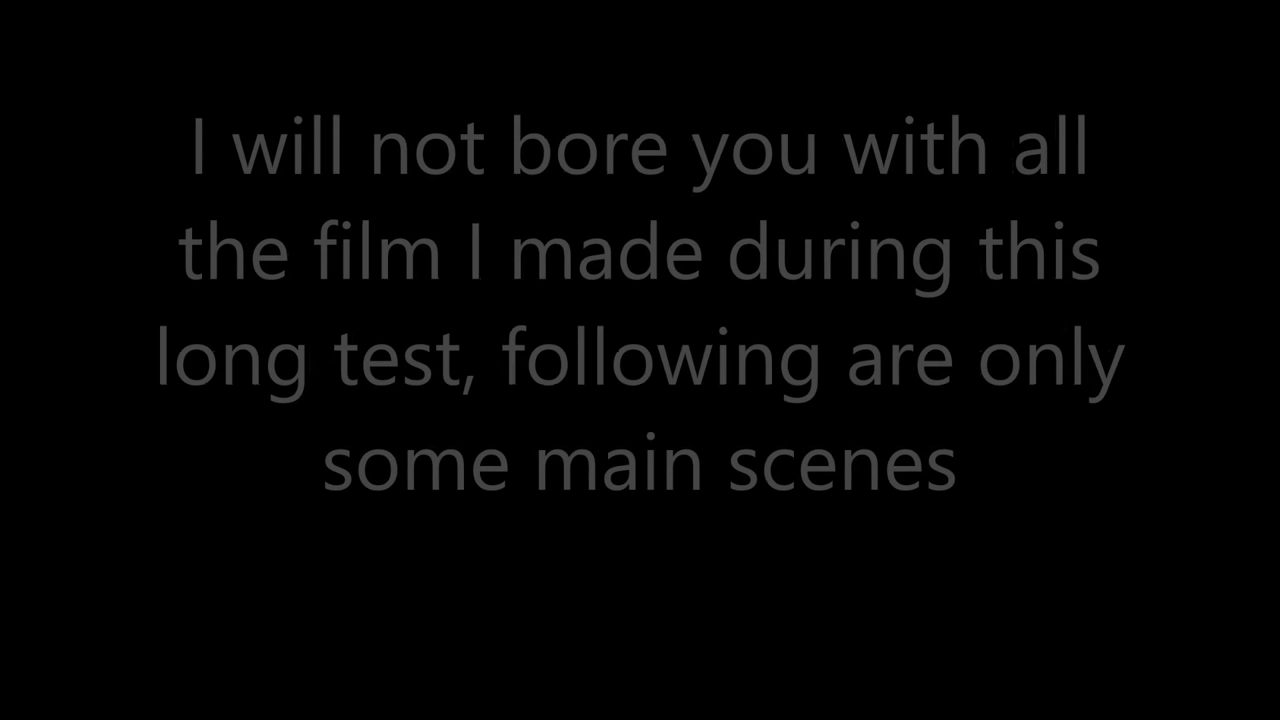 I will not bore you with all
the film I made during this
long test, following are only
some main scenes